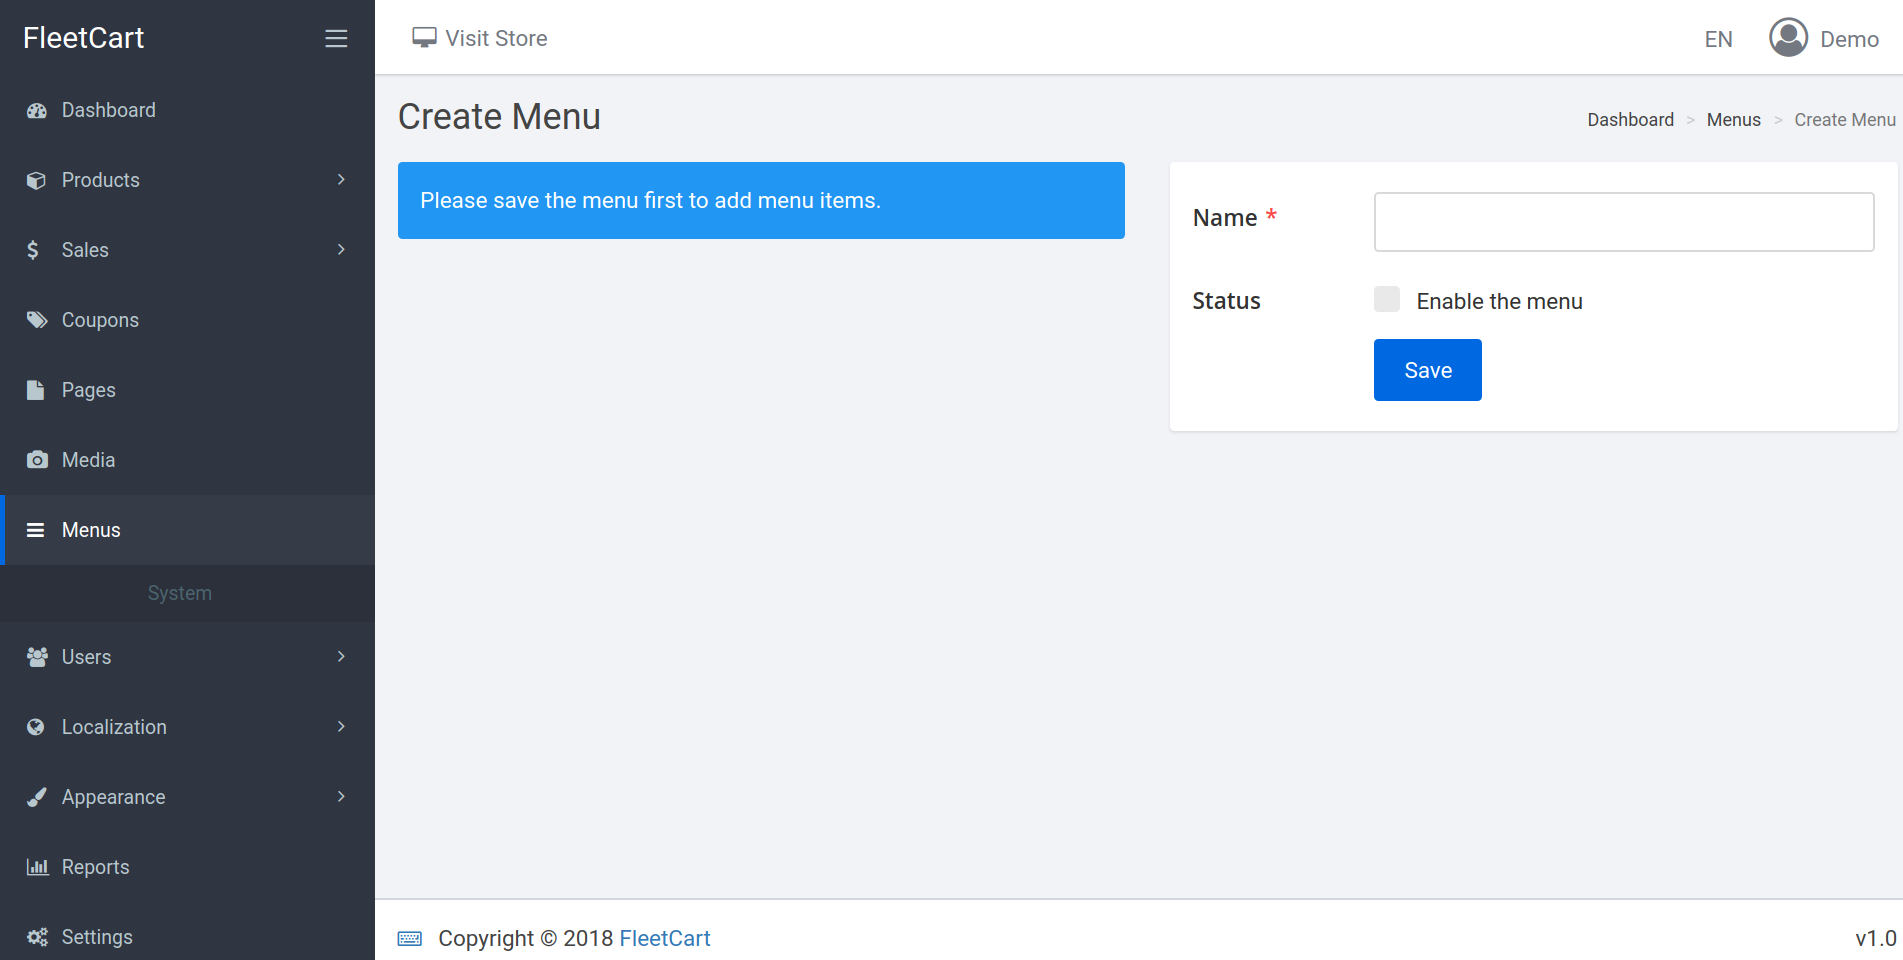 FleetCart
Visit Store
EN
Demo
Dashboard
Products
Sales
Coupons
Pages
Media
Menus
System
Users
Localization
Appearance
Reports
Settings
Create Menu
Dashboard > Menus > Create Menu
Please save the menu first to add menu items.
Name *
Status
Enable the menu
Save
Copyright © 2018 FleetCart
v1.0